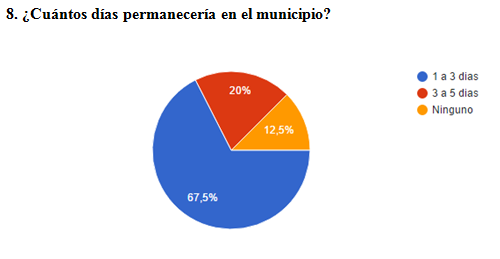 8. ¿Cuántos días permanecería en el municipio?
20%
12,5%
67,5%
1 a 3 dias
3 a 5 dias
Ninguno